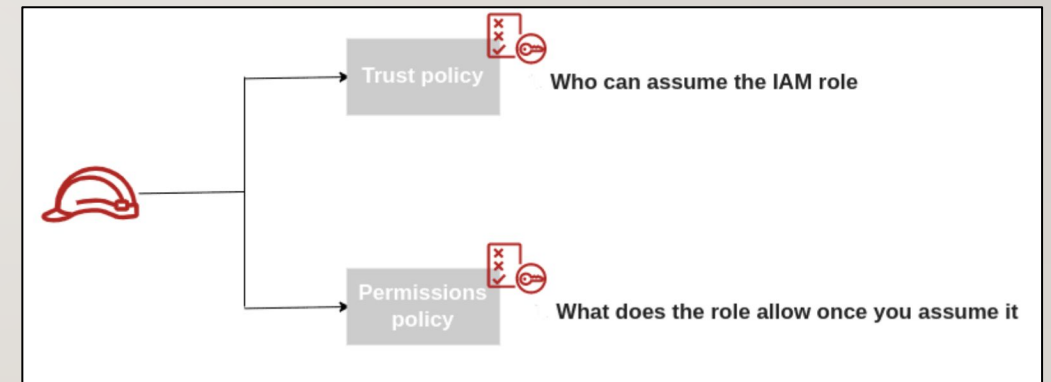 Trust policy
Who can assume the IAM role
Permissions
policy
What does the role allow once you assume it